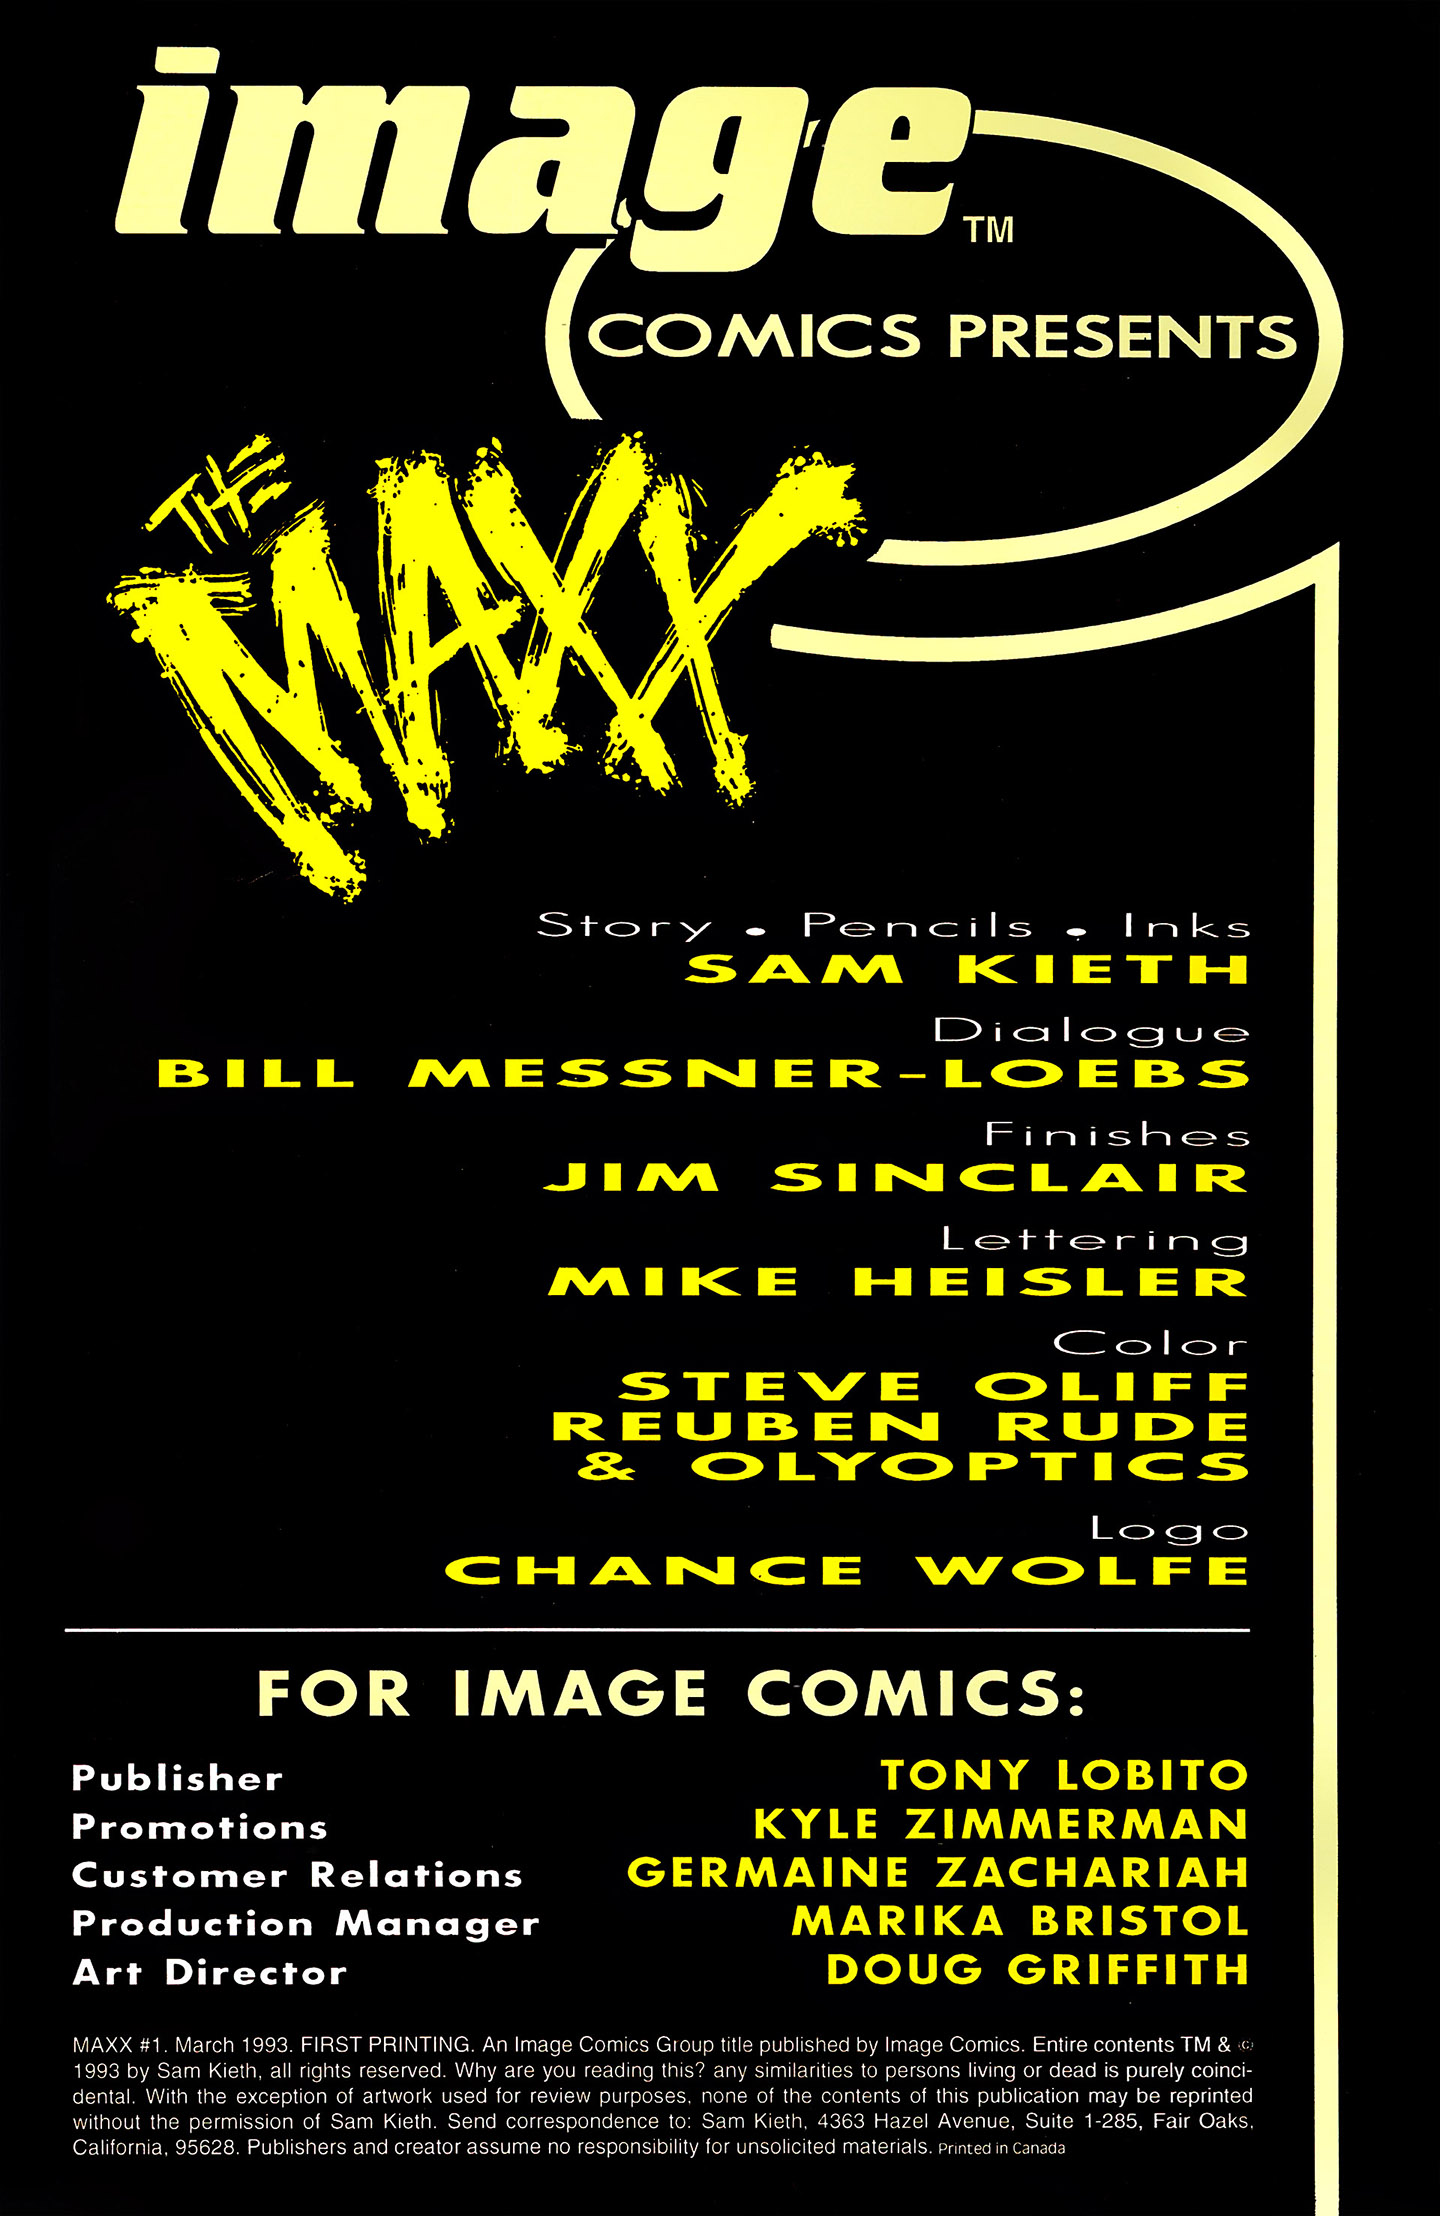 image TM
COMICS PRESENTS
THE
MAXX
Story • Pencils • Inks
SAM KIETH
Dialogue
BILL MESSNER-LOEBS
Finishes
JIM SINCLAIR
Lettering
MIKE HEISLER
Color
STEVE OLIFF
REUBEN RUDE
& OLYOPTICS
Logo
CHANCE WOLFE
FOR IMAGE COMICS:
Publisher TONY LOBITO
Promotions KYLE ZIMMERMAN
Customer Relations GERMAINE ZACHARIAH
Production Manager MARIKA BRISTOL
Art Director DOUG GRIFFITH
MAXX #1. March 1993. FIRST PRINTING. An Image Comics Group title published by Image Comics. Entire contents TM & ©
1993 by Sam Kieth, all rights reserved. Why are you reading this? any similarities to persons living or dead is purely coinci-
dental. With the exception of artwork used for review purposes, none of the contents of this publication may be reprinted
without the permission of Sam Kieth. Send correspondence to: Sam Kieth, 4363 Hazel Avenue, Suite 1-285, Fair Oaks,
California, 95628. Publishers and creator assume no responsibility for unsolicited materials. Printed in Canada